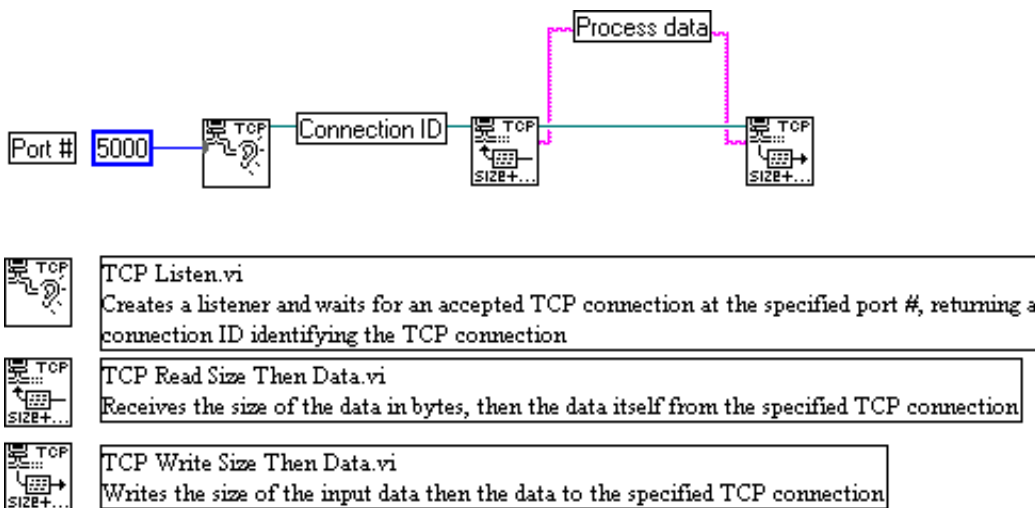 Process data
TCP
Connection ID
TCP
TCP
Port #
5000
size+...
size+...
TCP
TCP Listen.vi
Creates a listener and waits for an accepted TCP connection at the specified port #, returning a
connection ID identifying the TCP connection
TCP
size+...
TCP Read Size Then Data.vi
Receives the size of the data in bytes, then the data itself from the specified TCP connection
TCP
size+...
TCP Write Size Then Data.vi
Writes the size of the input data then the data to the specified TCP connection